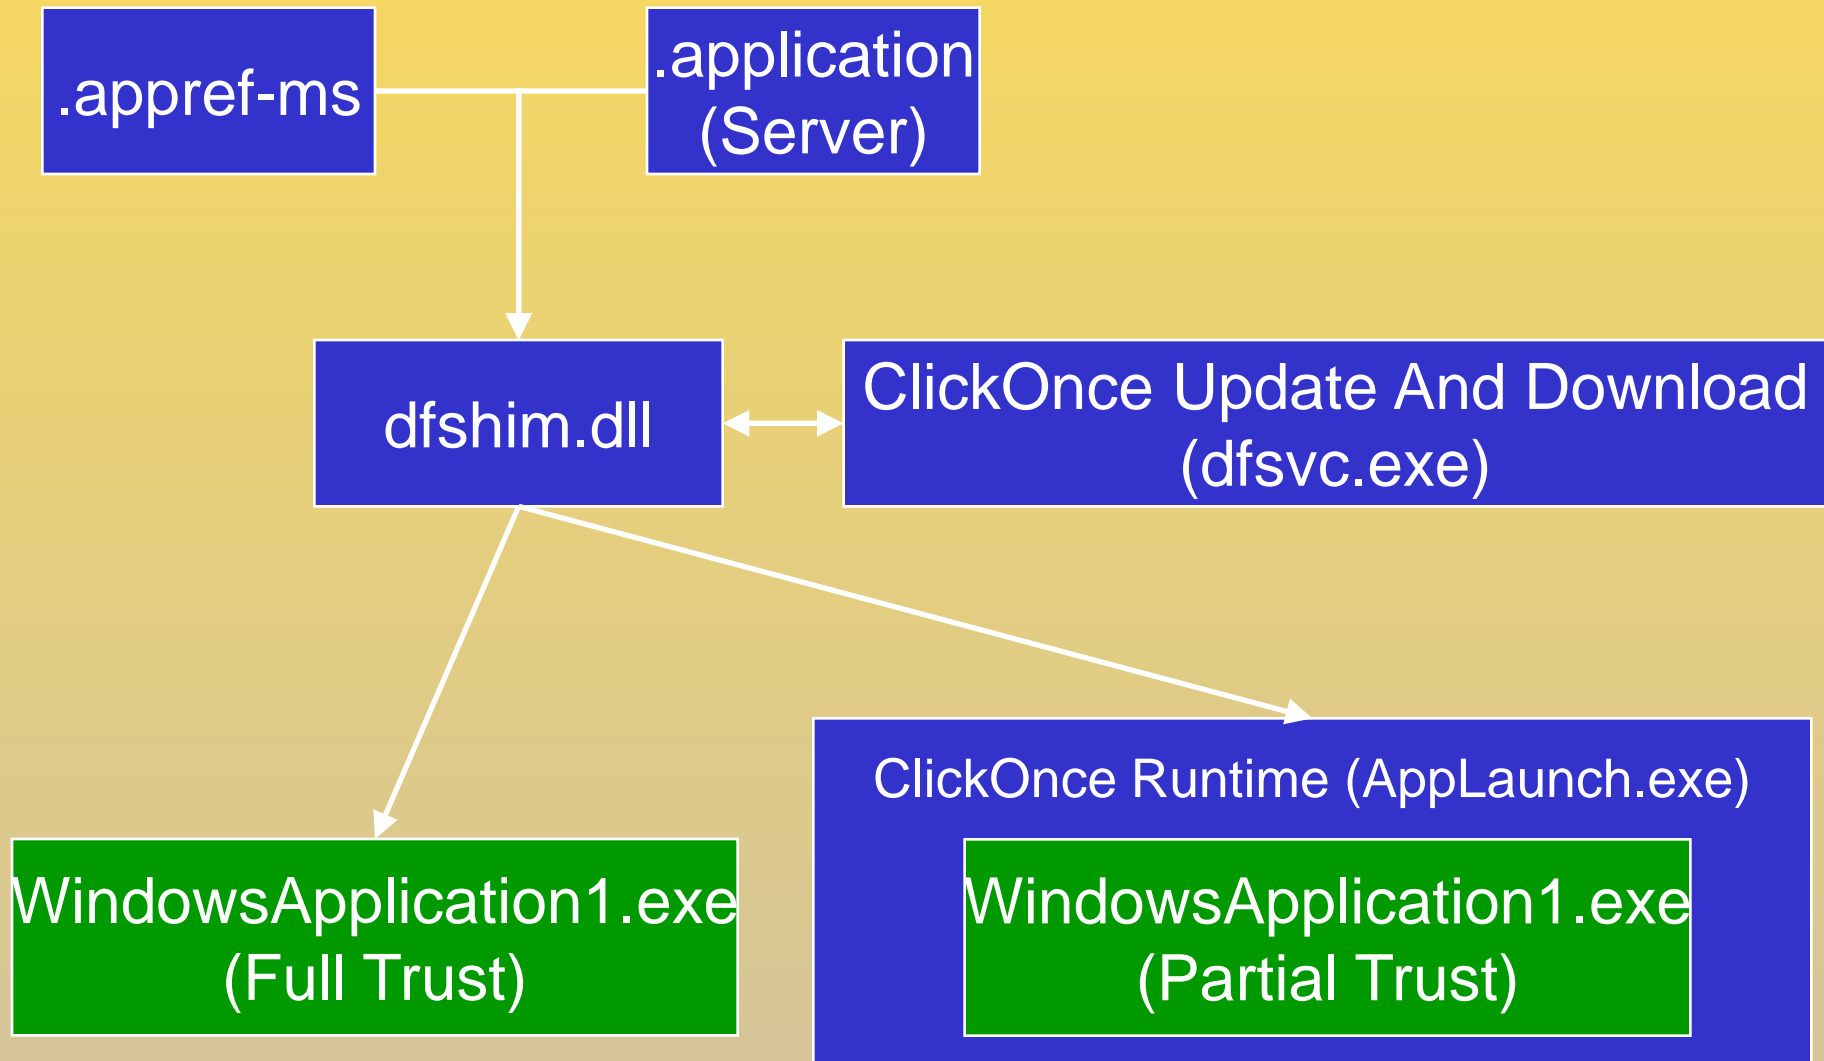 .appref-ms
.application
(Server)
dfshim.dll
ClickOnce Update And Download
(dfsvc.exe)
ClickOnce Runtime (AppLaunch.exe)
WindowsApplication1.exe
(Full Trust)
WindowsApplication1.exe
(Partial Trust)